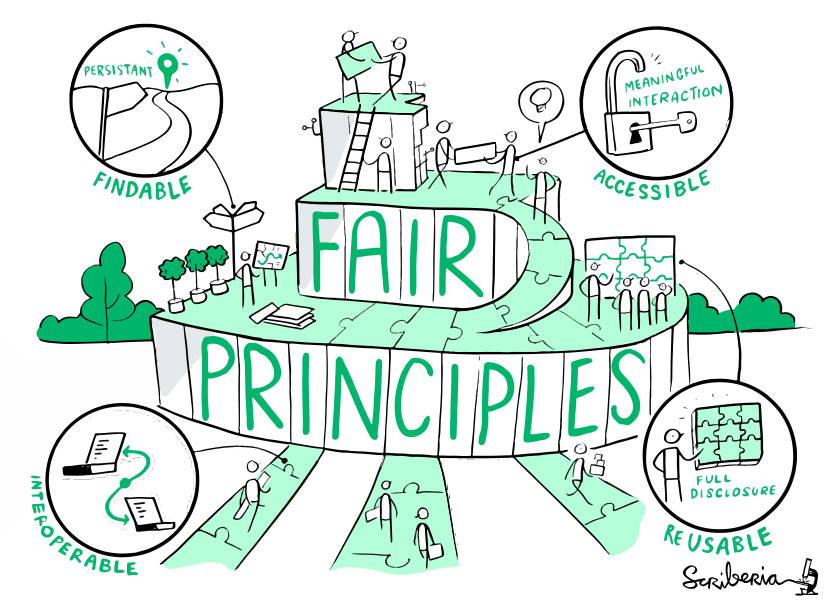 PERSISTANT
FINDABLE
MEANINGFUL
INTERACTION
ACCESSIBLE
FAIR
PRINCIPLES
INTEROPERABLE
FULL
DISCLOSURE
REUSABLE
Scriberia